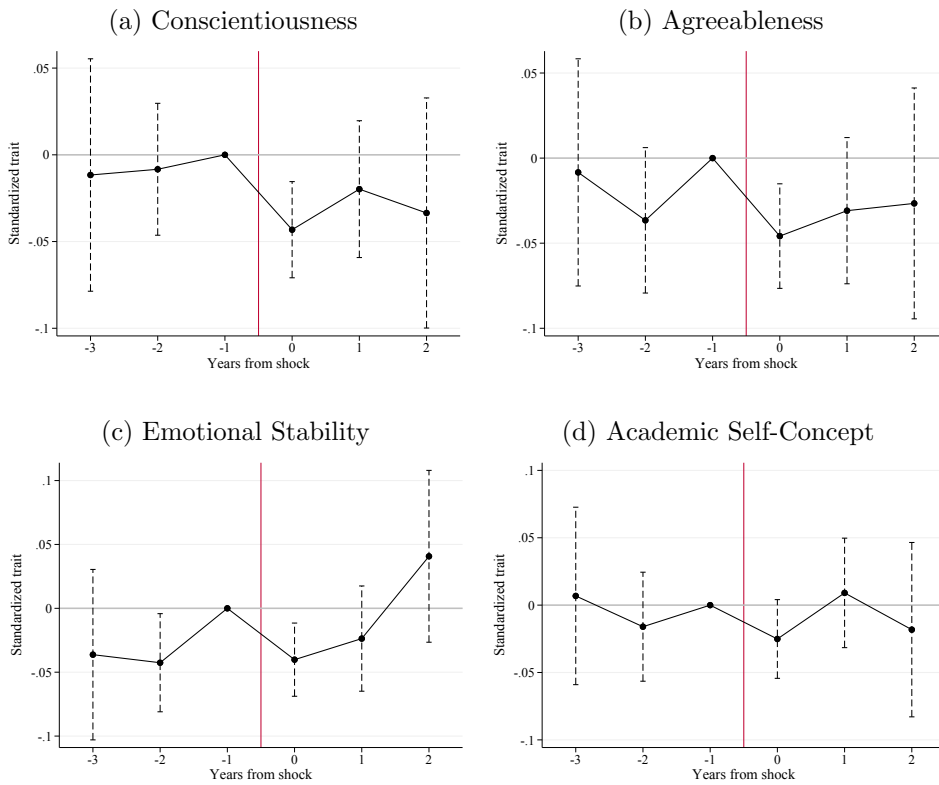 (a) Conscientiousness
.05
0
-.05
-.1
Standardized trait
-3 -2 -1 0 1 2
Years from shock
(b) Agreeableness
.05
0
-.05
-.1
Standardized trait
-3 -2 -1 0 1 2
Years from shock
(c) Emotional Stability
.1
.05
0
-.05
-.1
Standardized trait
-3 -2 -1 0 1 2
Years from shock
(d) Academic Self-Concept
.1
.05
0
-.05
-.1
Standardized trait
-3 -2 -1 0 1 2
Years from shock